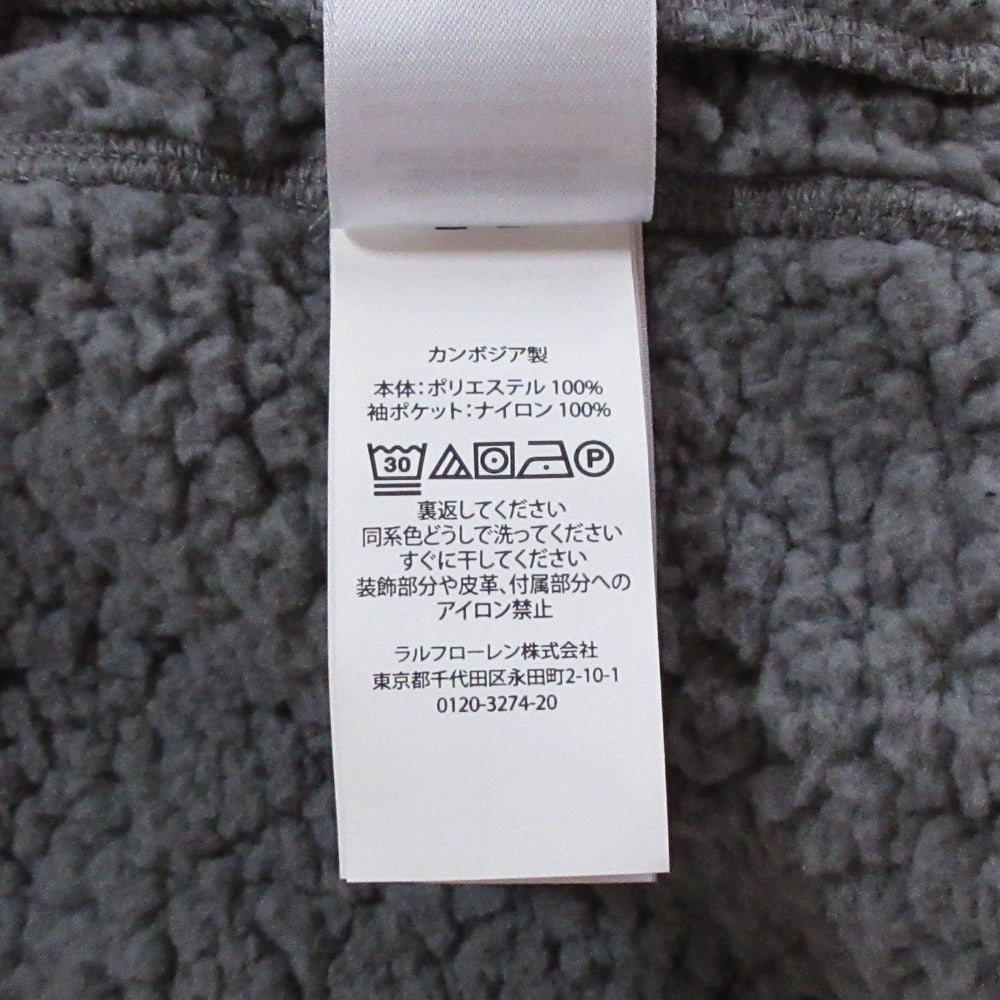 カンボジア製
本体：ポリエステル 100%
袖ポケット：ナイロン 100%
30 P
裏返してください
同系色どうしで洗ってください
すぐに干してください
装飾部分や皮革、付属部分への
アイロン禁止
ラルフローレン株式会社
東京都千代田区永田町2-10-1
0120-3274-20